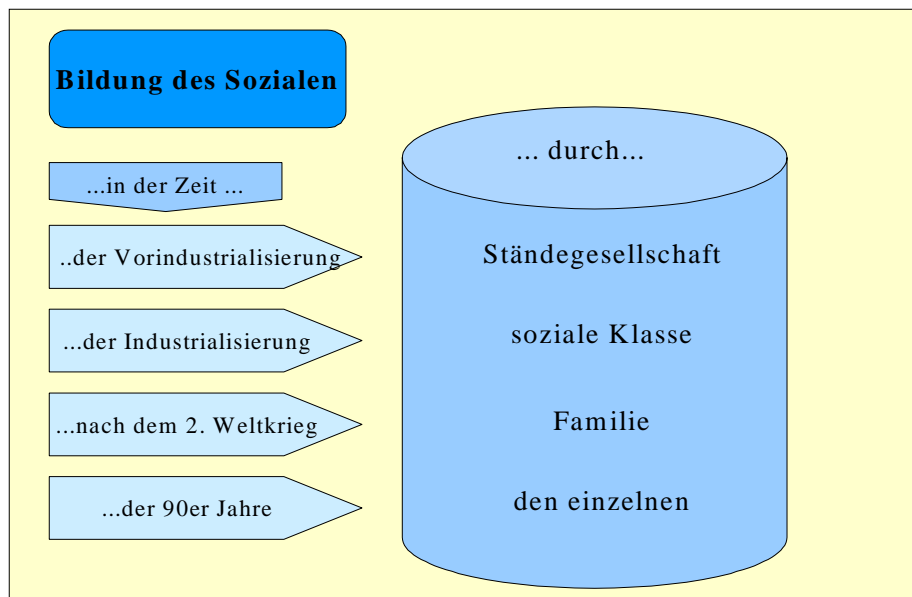 Bildung des Sozialen
... durch...
...in der Zeit ...
..der Vorindustrialisierung
Ständegesellschaft
...der Industrialisierung
soziale Klasse
...nach dem 2. Weltkrieg
Familie
...der 90er Jahre
den einzelnen